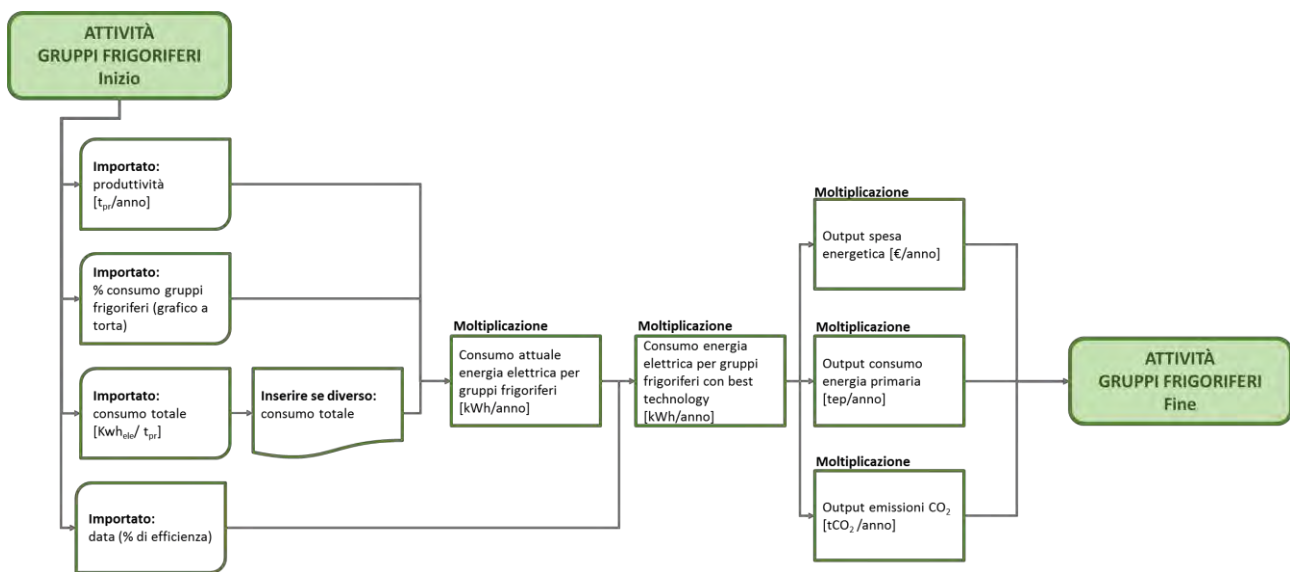 ATTIVITÀ
GRUPPI FRIGORIFERI
Inizio
Importato:
produttività
[t_pr/anno]
Importato:
% consumo gruppi
frigoriferi (grafico a
torta)
Importato:
consumo totale
[Kwh_ele/ t_pr]
Inserire se diverso:
consumo totale
Importato:
data (% di efficienza)
Moltiplicazione
Consumo attuale
energia elettrica per
gruppi frigoriferi
[kWh/anno]
Moltiplicazione
Consumo energia
elettrica per gruppi
frigoriferi con best
technology
[kWh/anno]
Moltiplicazione
Output spesa
energetica [€/anno]
Moltiplicazione
Output consumo
energia primaria
[tep/anno]
Moltiplicazione
Output emissioni CO₂
[tCO₂ /anno]
ATTIVITÀ
GRUPPI FRIGORIFERI
Fine